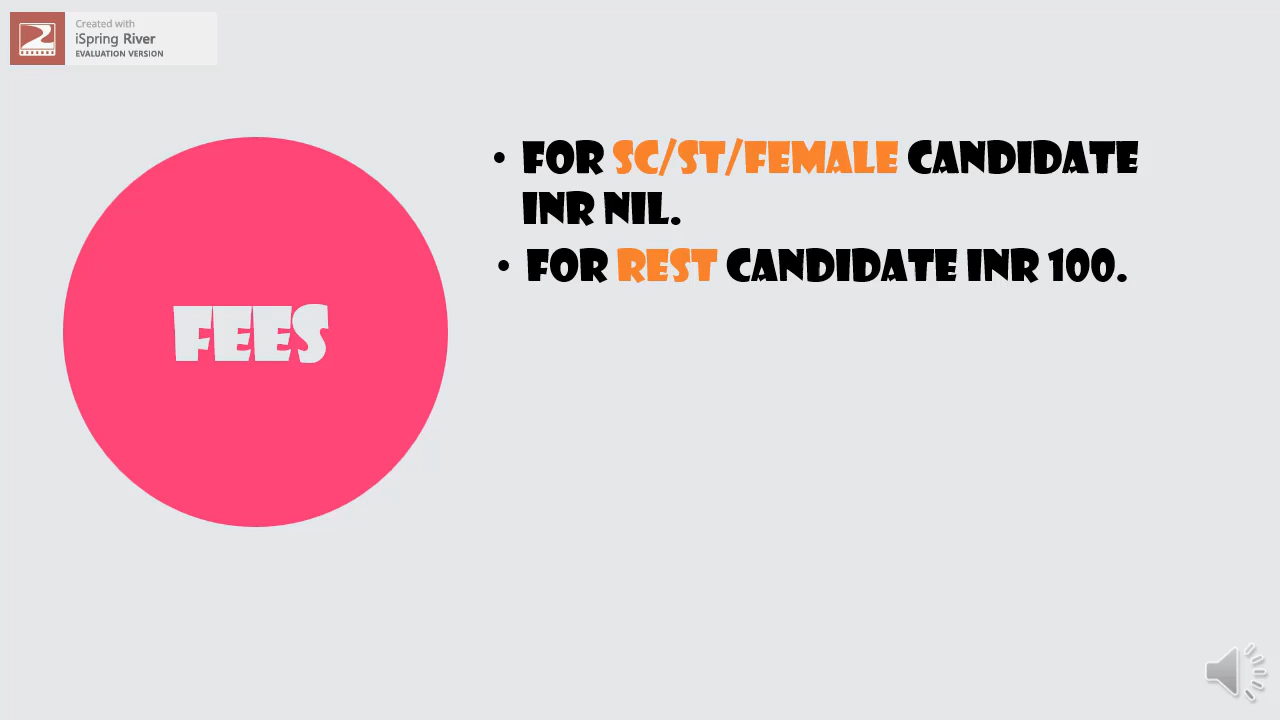 Created with
iSpring River
EVALUATION VERSION
• FOR SC/ST/FEMALE CANDIDATE
INR NIL.
• FOR REST CANDIDATE INR 100.
FEES